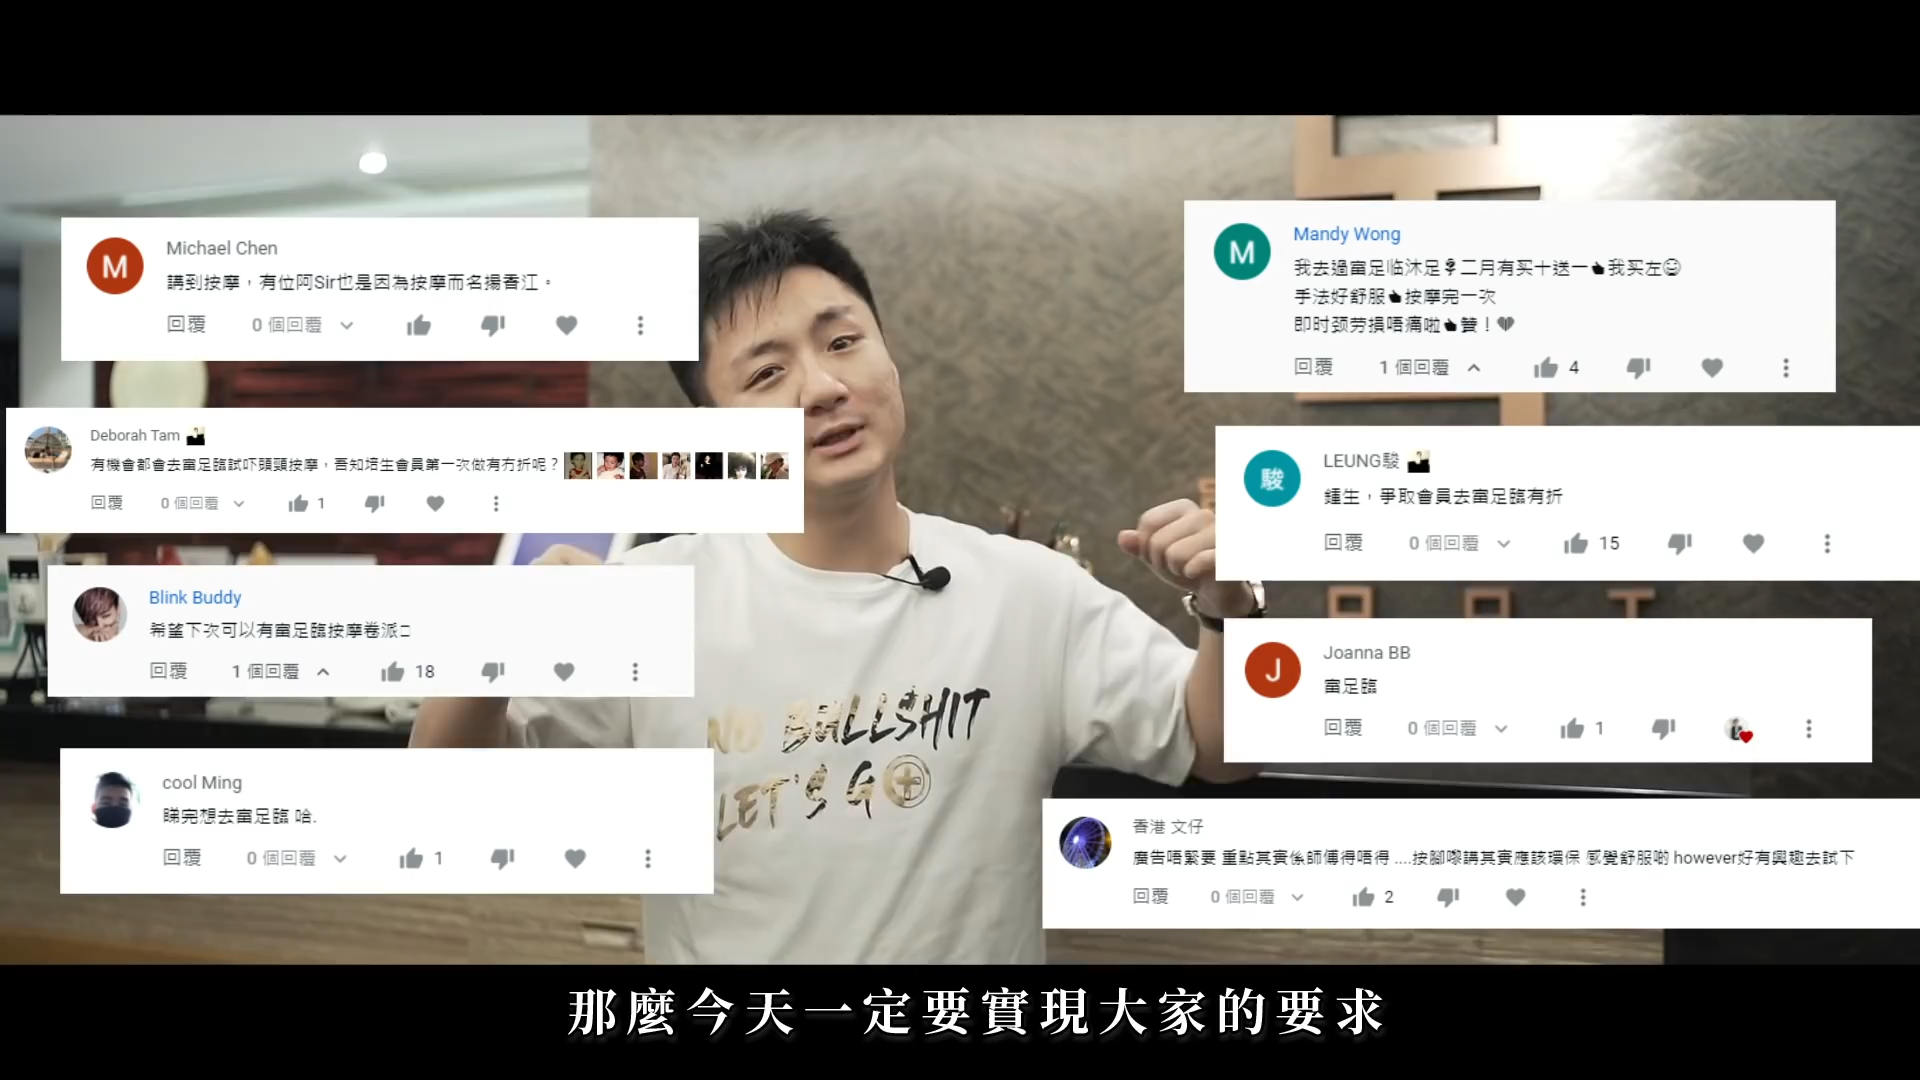 Michael Chen
講到按摩，有位阿Sir也是因為按摩而名揚香江。
回覆 0 個回覆
Deborah Tam
有機會都會去富足臨試吓頭頸按摩，吾知培生會員第一次做有冇折呢？
回覆 0 個回覆 1
Blink Buddy
希望下次可以有富足臨按摩卷派
回覆 1 個回覆 18
cool Ming
睇完想去富足臨 哈.
回覆 0 個回覆 1
M
Mandy Wong
我去過富足临沐足 二月有买十送一 我买左
手法好舒服 按摩完一次
即时颈劳損唔痛啦 贊！
回覆 1 個回覆 4
駿
LEUNG駿
鍾生，爭取會員去富足臨有折
回覆 0 個回覆 15
J
Joanna BB
富足臨
回覆 0 個回覆 1
香港 文仔
廣告唔緊要 重點其實係師傅得唔得 ....按腳嚟講其實應該環保 感覺舒服啲 however好有興趣去試下
回覆 0 個回覆 2
NO BULLSHIT
LET'S GO
那麼今天一定要實現大家的要求